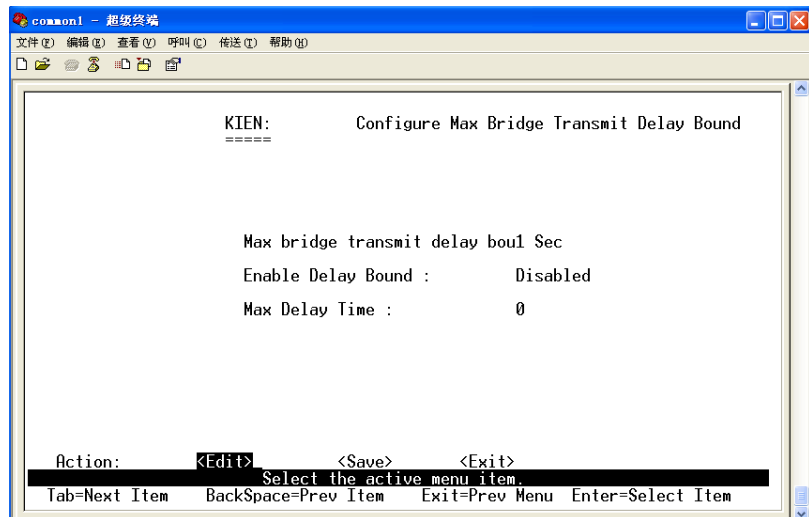 common1 - 超级终端
文件(F) 编辑(E) 查看(V) 呼叫(C) 传送(T) 帮助(H)
KIEN: Configure Max Bridge Transmit Delay Bound
=====
Max bridge transmit delay bou1 Sec
Enable Delay Bound : Disabled
Max Delay Time : 0
Action: <Edit> <Save> <Exit>
Select the active menu item.
Tab=Next Item BackSpace=Prev Item Exit=Prev Menu Enter=Select Item